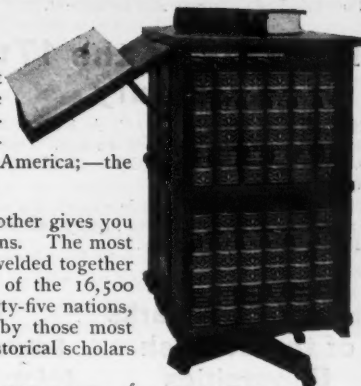 America;—the
other gives you
ns. The most
welded together
of the 16,500
ty-five nations,
by those most
storical scholars